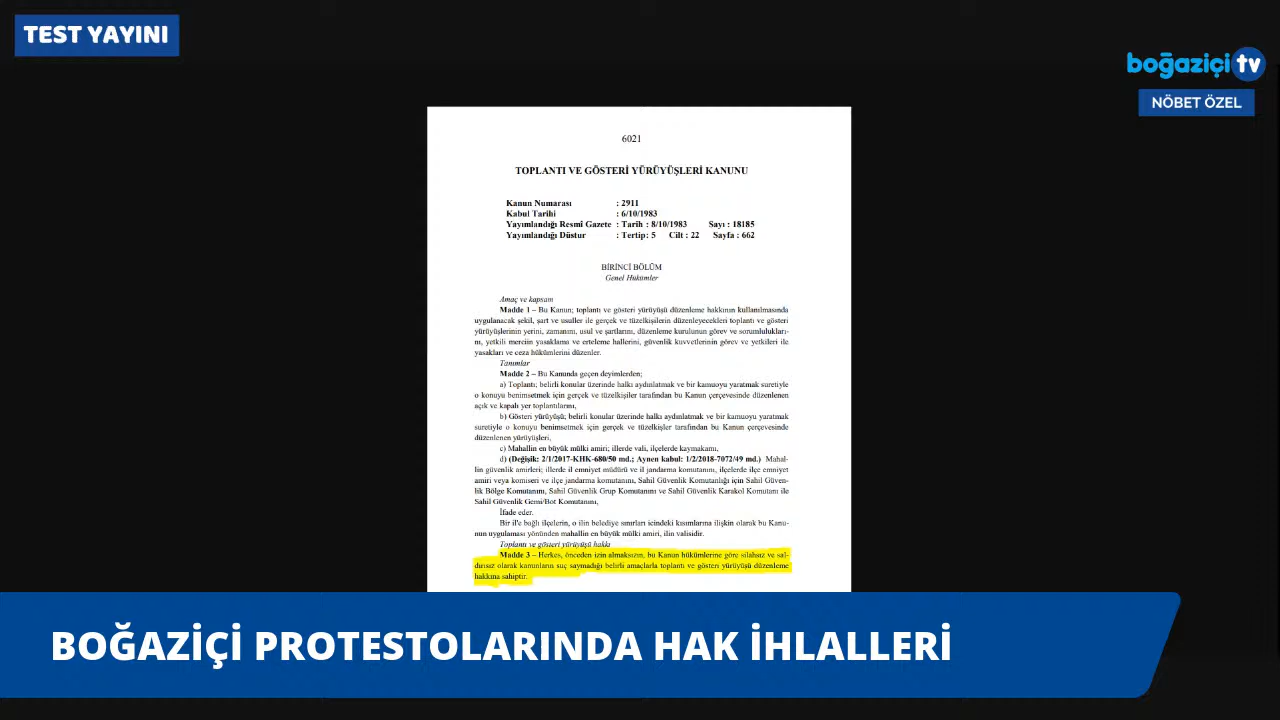 TEST YAYINI
boğaziçi tv
NÖBET ÖZEL
6021
TOPLANTI VE GÖSTERİ YÜRÜYÜŞLERİ KANUNU
Kanun Numarası : 2911
Kabul Tarihi : 6/10/1983
Yayımlandığı Resmî Gazete : Tarih : 8/10/1983 Sayı : 18185
Yayımlandığı Düstur : Tertip: 5 Cilt : 22 Sayfa : 662
BİRİNCİ BÖLÜM
Genel Hükümler
Amaç ve kapsam
Madde 1 – Bu Kanun; toplantı ve gösteri yürüyüşü düzenleme hakkının kullanılmasında
uygulanacak şekil, şart ve usuller ile gerçek ve tüzelkişilerin düzenleyecekleri toplantı ve gösteri
yürüyüşlerinin yerini, zamanını, usul ve şartlarını, düzenleme kurulunun görev ve sorumlulukları-
nı, yetkili merciin yasaklama ve erteleme hallerini, güvenlik kuvvetlerinin görev ve yetkileri ile
yasakları ve ceza hükümlerini düzenler.
Tanımlar
Madde 2 – Bu Kanunda geçen deyimlerden;
a) Toplantı; belirli konular üzerinde halkı aydınlatmak ve bir kamuoyu yaratmak suretiyle
o konuyu benimsetmek için gerçek ve tüzelkişiler tarafından bu Kanun çerçevesinde düzenlenen
açık ve kapalı yer toplantılarını,
b) Gösteri yürüyüşü; belirli konular üzerinde halkı aydınlatmak ve bir kamuoyu yaratmak
suretiyle o konuyu benimsetmek için gerçek ve tüzelkişiler tarafından bu Kanun çerçevesinde
düzenlenen yürüyüşleri,
c) Mahallin en büyük mülki amiri; illerde vali, ilçelerde kaymakamı,
d) (Değişik: 2/1/2017-KHK-680/50 md.; Aynen kabul: 1/2/2018-7072/49 md.) Mahal-
lin güvenlik amirleri; illerde il emniyet müdürü ve il jandarma komutanını, ilçelerde ilçe emniyet
amiri veya komiseri ve ilçe jandarma komutanını, Sahil Güvenlik Komutanlığı için Sahil Güven-
lik Bölge Komutanını, Sahil Güvenlik Grup Komutanını ve Sahil Güvenlik Karakol Komutanı ile
Sahil Güvenlik Gemi/Bot Komutanını,
İfade eder.
Bir il'e bağlı ilçelerin, o ilin belediye sınırları içindeki kısımlarına ilişkin olarak bu Kanu-
nun uygulaması yönünden mahallin en büyük mülki amiri, ilin valisidir.
Toplantı ve gösteri yürüyüşü hakkı
Madde 3 – Herkes, önceden izin almaksızın, bu Kanun hükümlerine göre silahsız ve sal-
dırısız olarak kanunların suç saymadığı belirli amaçlarla toplantı ve gösteri yürüyüşü düzenleme
hakkına sahiptir.
BOĞAZİÇİ PROTESTOLARINDA HAK İHLALLERİ